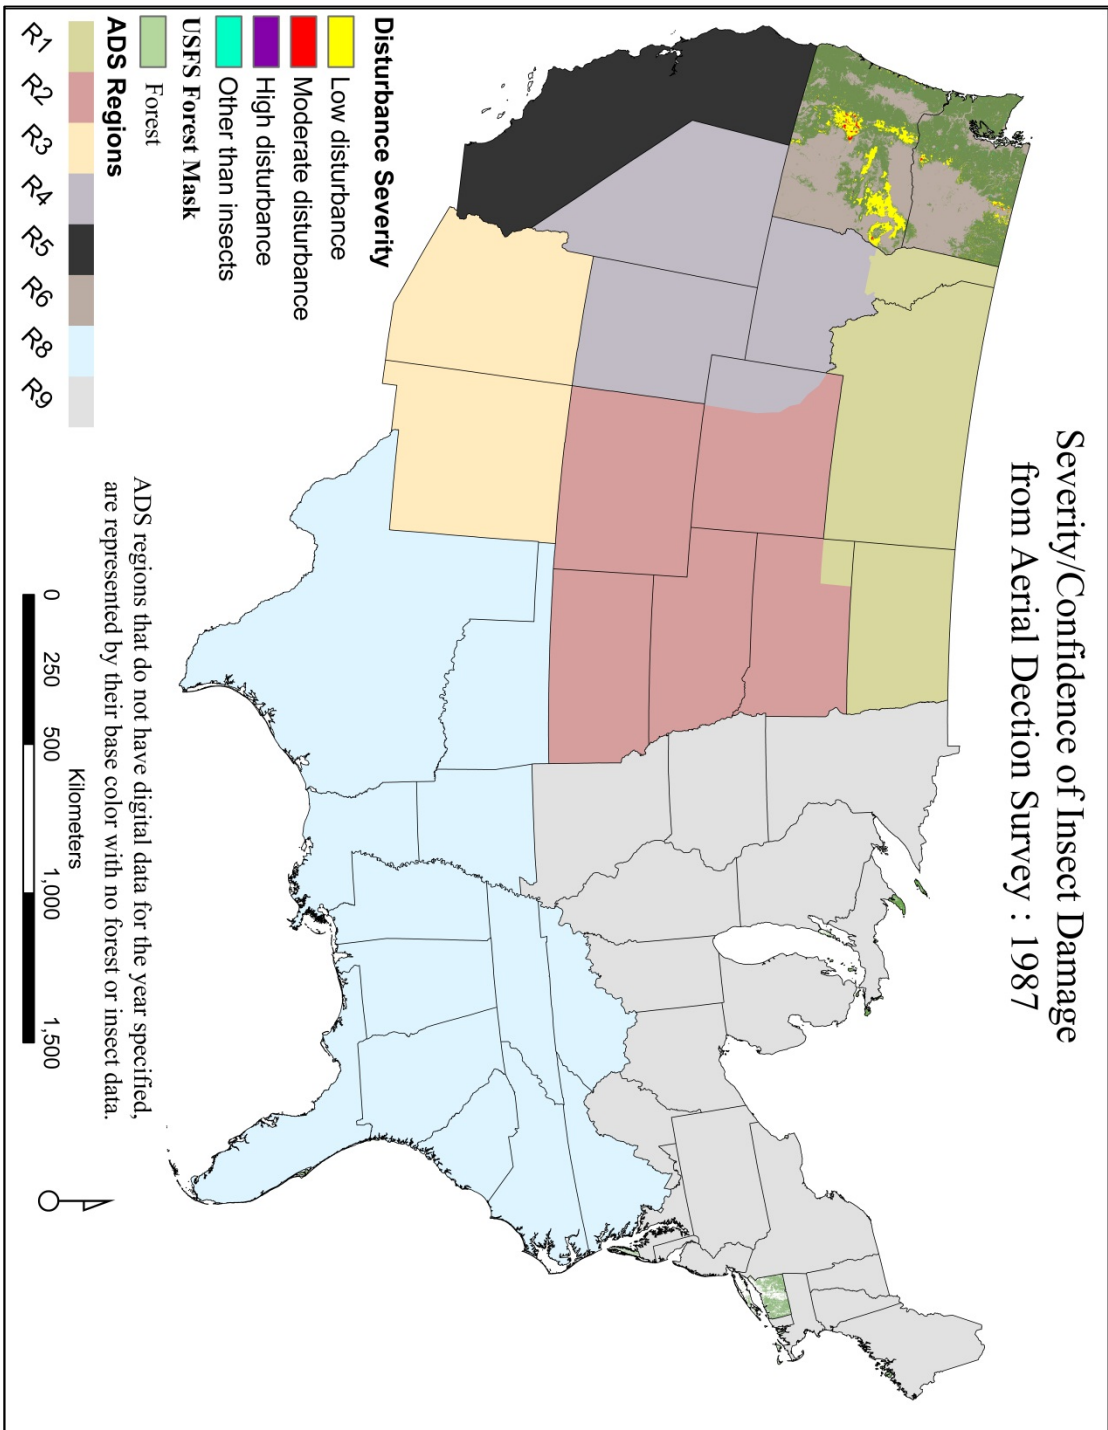 Severity/Confidence of Insect Damage
from Aerial Dection Survey : 1987
Disturbance Severity
Low disturbance
Moderate disturbance
High disturbance
Other than insects
USFS Forest Mask
Forest
ADS Regions
R1
R2
R3
R4
R5
R6
R8
R9
ADS regions that do not have digital data for the year specified,
are represented by their base color with no forest or insect data.
0 250 500 1,000 1,500
Kilometers